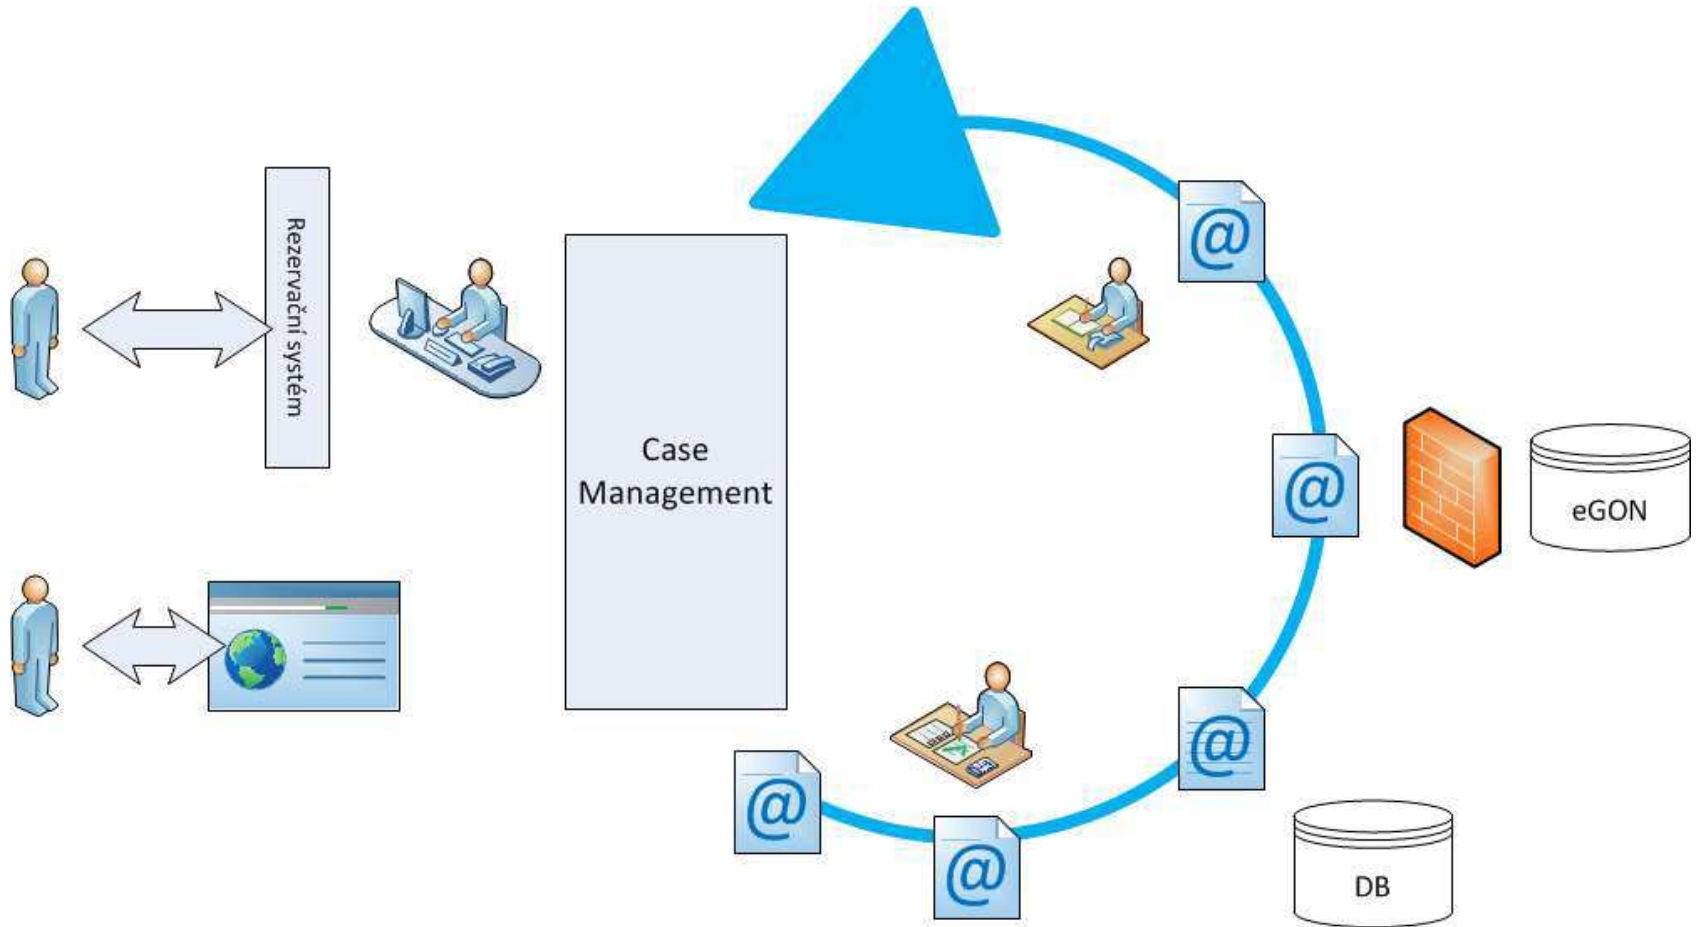 Rezervační systém
Case
Management
@
@
@
@
@
eGON
DB